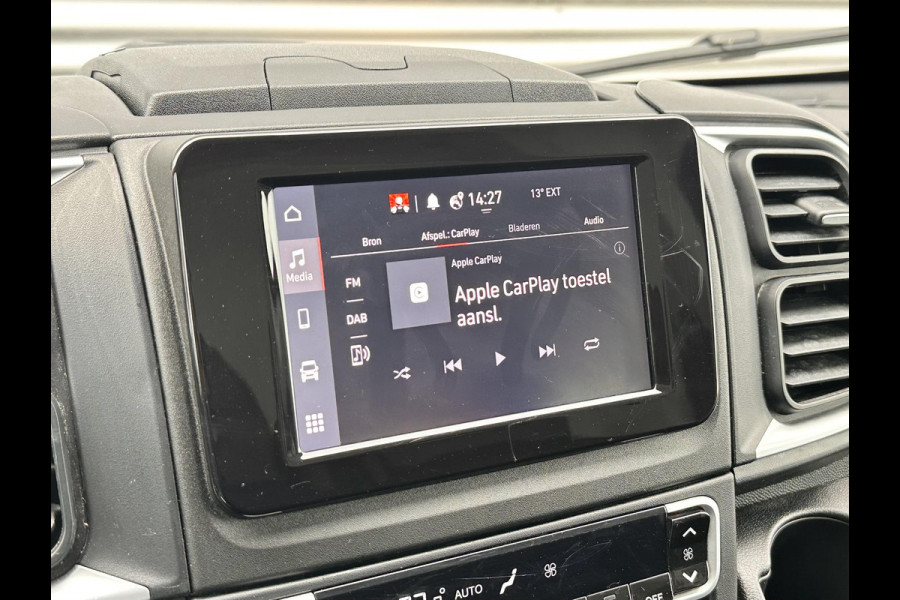 14:27 13° EXT
Bron Afspel.: CarPlay Bladeren Audio
Media
Apple CarPlay
FM
Apple CarPlay toestel
aansl.
DAB
AUTO
OFF